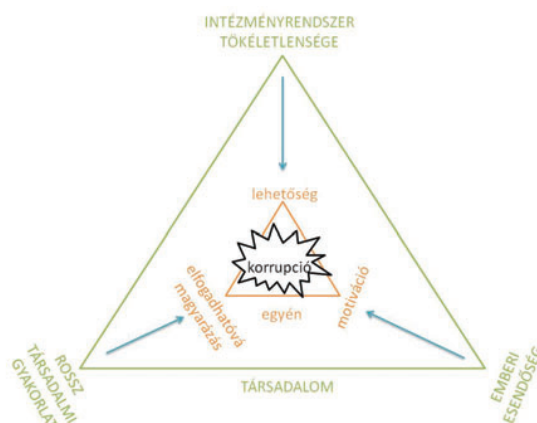 INTÉZMÉNYRENDSZER
TÖKÉLETLENSÉGE
lehetőség
korrupció
elfogadhatóvá
magyarázás
egyén
motiváció
ROSSZ
TÁRSADALMI
GYAKORLAT
TÁRSADALOM
EMBERI
ESENDŐSÉG